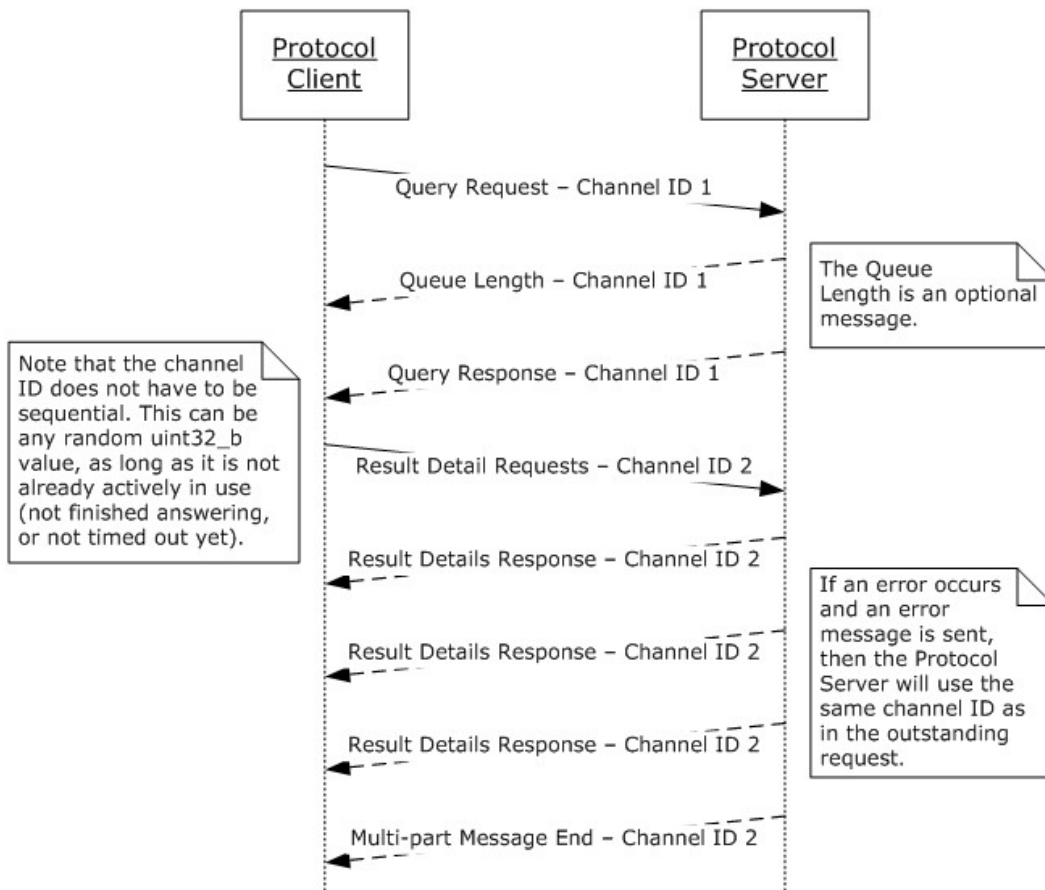 Protocol
Client
Protocol
Server
Query Request – Channel ID 1
Queue Length – Channel ID 1
The Queue
Length is an optional
message.
Query Response – Channel ID 1
Note that the channel
ID does not have to be
sequential. This can be
any random uint32_b
value, as long as it is not
already actively in use
(not finished answering,
or not timed out yet).
Result Detail Requests – Channel ID 2
Result Details Response – Channel ID 2
If an error occurs
and an error
message is sent,
then the Protocol
Server will use the
same channel ID as
in the outstanding
request.
Result Details Response – Channel ID 2
Result Details Response – Channel ID 2
Multi-part Message End – Channel ID 2